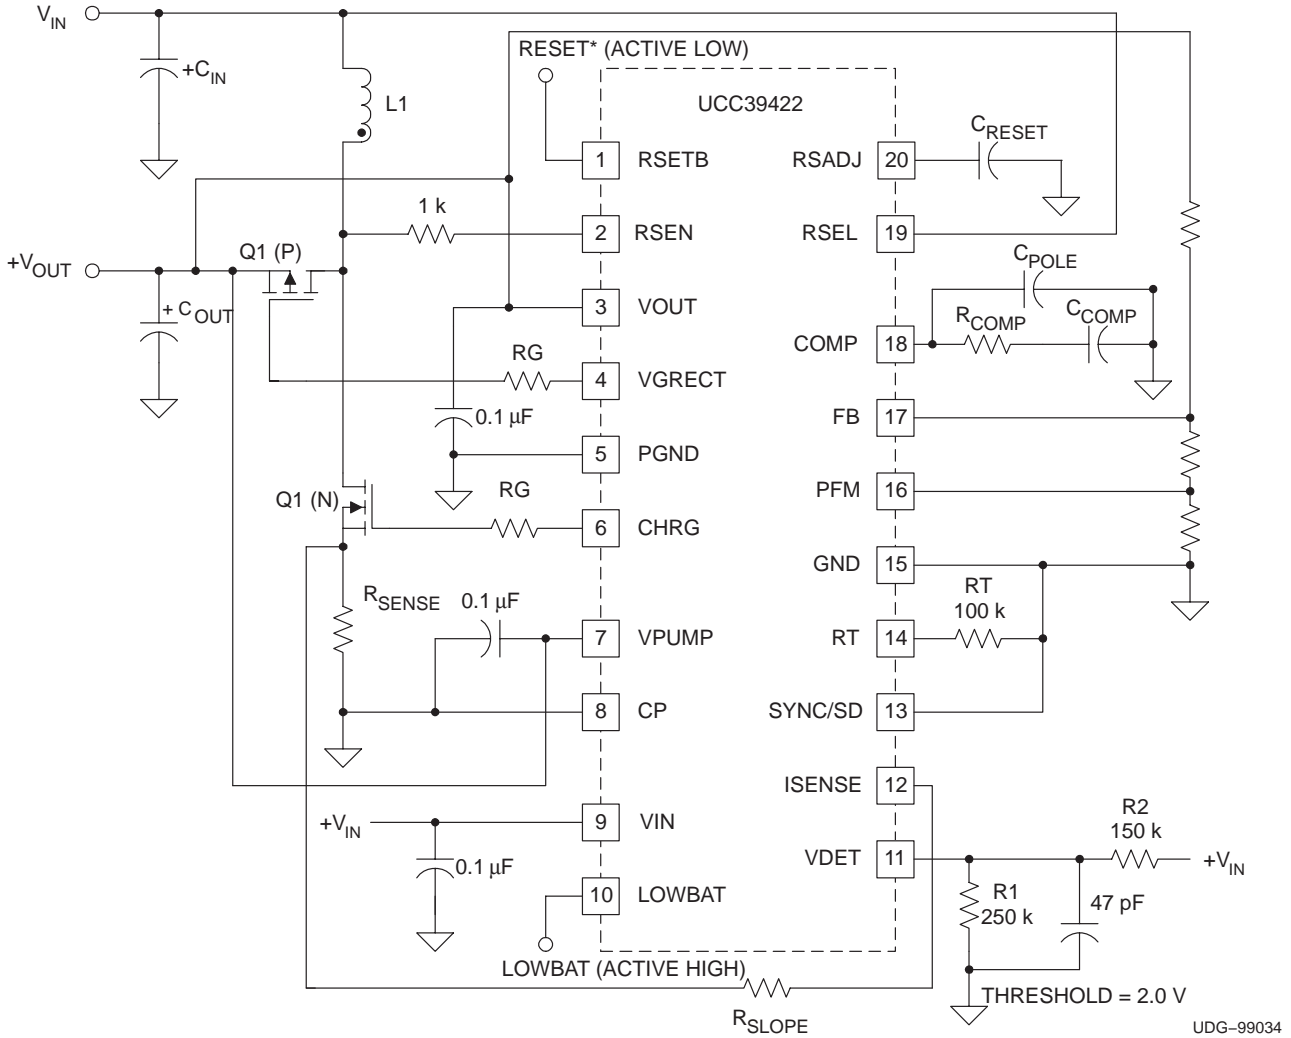 VIN
+CIN
L1
RESET* (ACTIVE LOW)
UCC39422
CRESET
1 RSETB
RSADJ 20
1 k
2 RSEN
RSEL 19
Q1 (P)
+VOUT
+ COUT
CPOLE
RCOMP
CCOMP
3 VOUT
COMP 18
RG
4 VGRECT
0.1 µF
FB 17
5 PGND
PFM 16
Q1 (N)
RG
6 CHRG
GND 15
RSENSE
0.1 µF
RT
100 k
7 VPUMP
RT 14
8 CP
SYNC/SD 13
ISENSE 12
+VIN
9 VIN
R2
150 k
VDET 11
+VIN
0.1 µF
10 LOWBAT
R1
250 k
47 pF
LOWBAT (ACTIVE HIGH)
THRESHOLD = 2.0 V
RSLOPE
UDG–99034